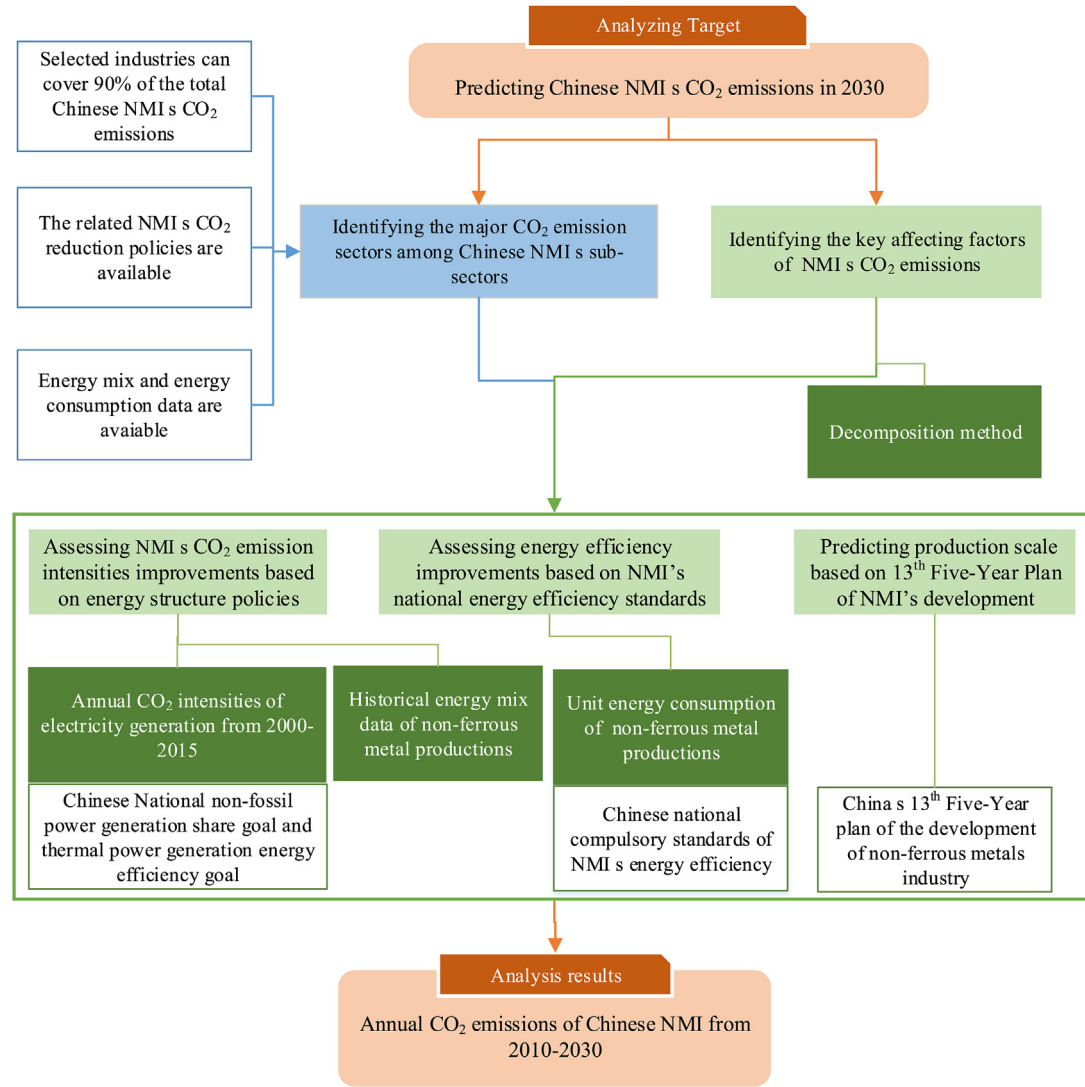 Analyzing Target
Predicting Chinese NMI s CO₂ emissions in 2030
Selected industries can
cover 90% of the total
Chinese NMI s CO₂
emissions
The related NMI s CO₂
reduction policies are
available
Energy mix and energy
consumption data are
avaiable
Identifying the major CO₂ emission
sectors among Chinese NMI s sub-
sectors
Identifying the key affecting factors
of NMI s CO₂ emissions
Decomposition method
Assessing NMI s CO₂ emission
intensities improvements based
on energy structure policies
Assessing energy efficiency
improvements based on NMI’s
national energy efficiency standards
Predicting production scale
based on 13th Five-Year Plan
of NMI’s development
Annual CO₂ intensities of
electricity generation from 2000-
2015
Historical energy mix
data of non-ferrous
metal productions
Unit energy consumption
of non-ferrous metal
productions
Chinese National non-fossil
power generation share goal and
thermal power generation energy
efficiency goal
Chinese national
compulsory standards of
NMI s energy efficiency
China s 13th Five-Year
plan of the development
of non-ferrous metals
industry
Analysis results
Annual CO₂ emissions of Chinese NMI from
2010-2030